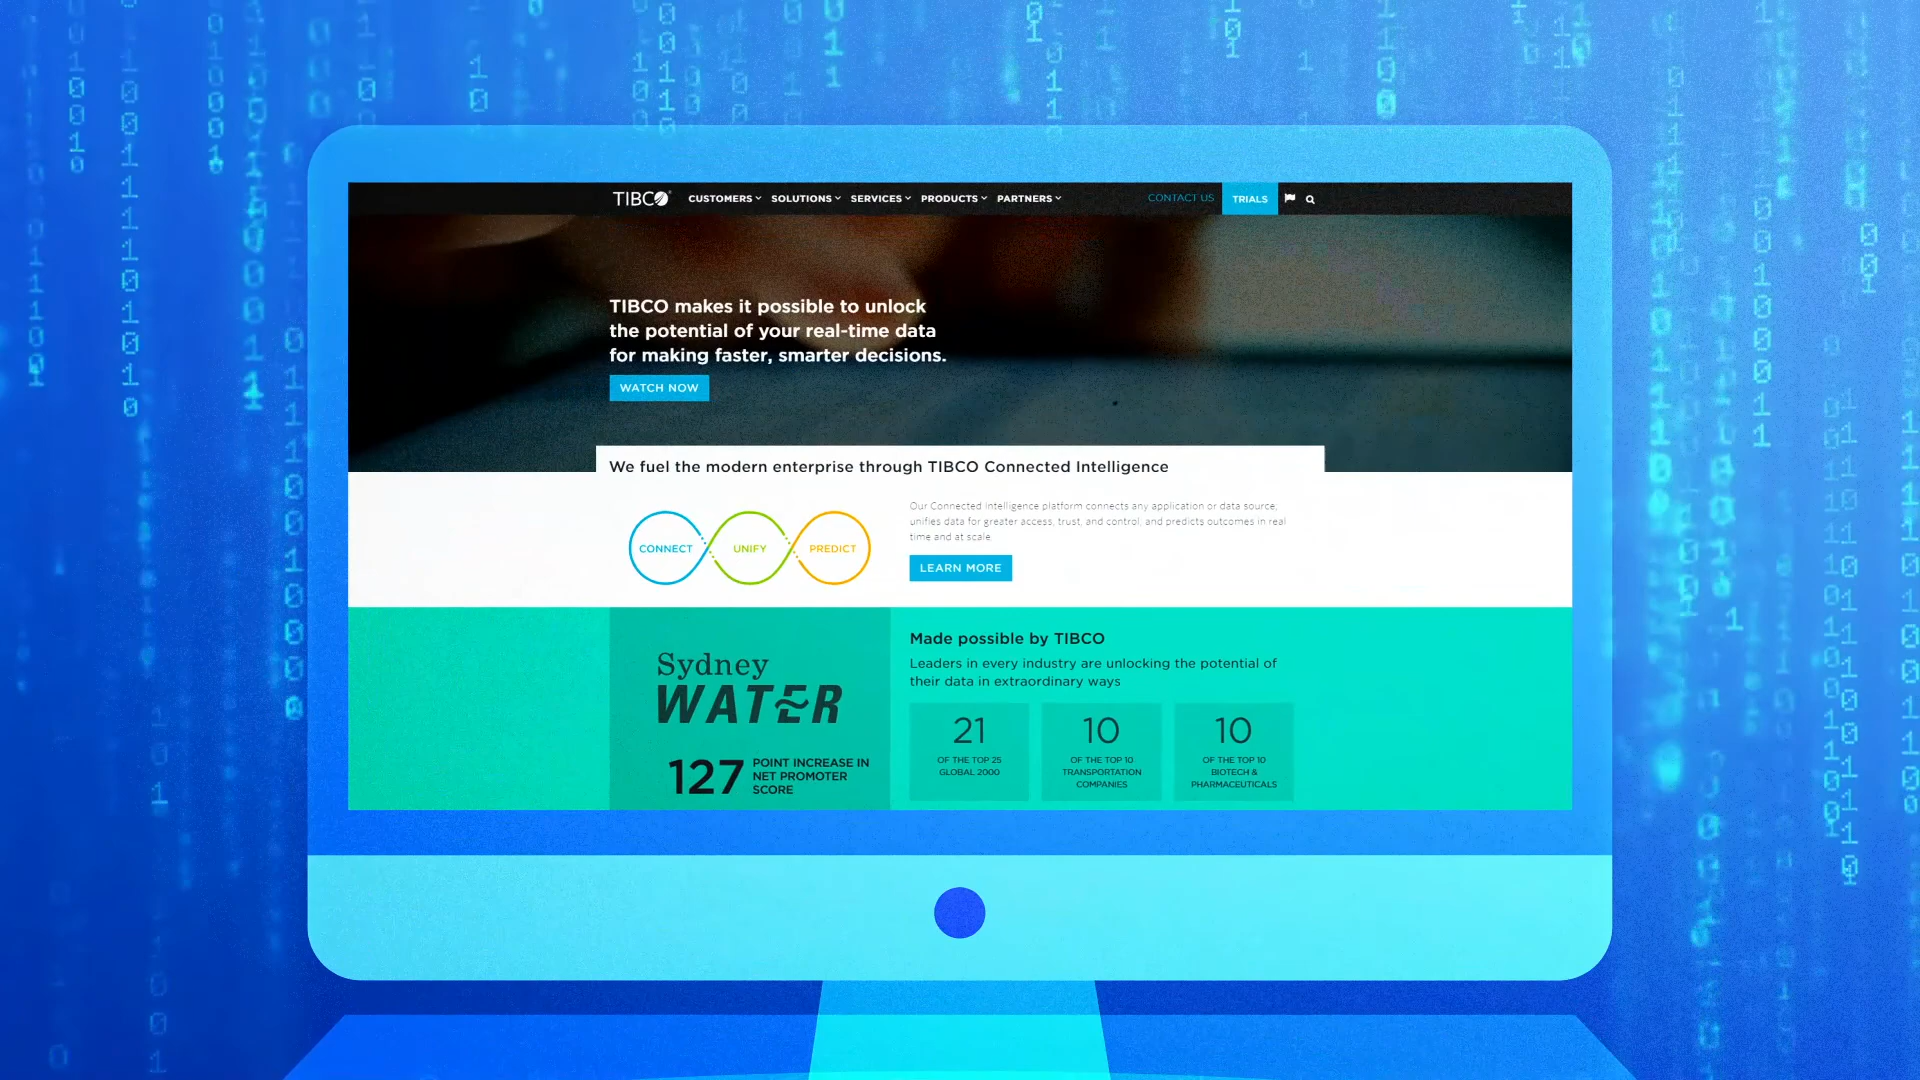 TIBCO
CUSTOMERS SOLUTIONS SERVICES PRODUCTS PARTNERS
CONTACT US
TRIALS
TIBCO makes it possible to unlock
the potential of your real-time data
for making faster, smarter decisions.
WATCH NOW
We fuel the modern enterprise through TIBCO Connected Intelligence
CONNECT
UNIFY
PREDICT
Our Connected Intelligence platform connects any application or data source;
unifies data for greater access, trust, and control; and predicts outcomes in real
time and at scale.
LEARN MORE
Sydney
WATER
127
POINT INCREASE IN
NET PROMOTER
SCORE
Made possible by TIBCO
Leaders in every industry are unlocking the potential of
their data in extraordinary ways
21
OF THE TOP 25
GLOBAL 2000
10
OF THE TOP 10
TRANSPORTATION
COMPANIES
10
OF THE TOP 10
BIOTECH &
PHARMACEUTICALS